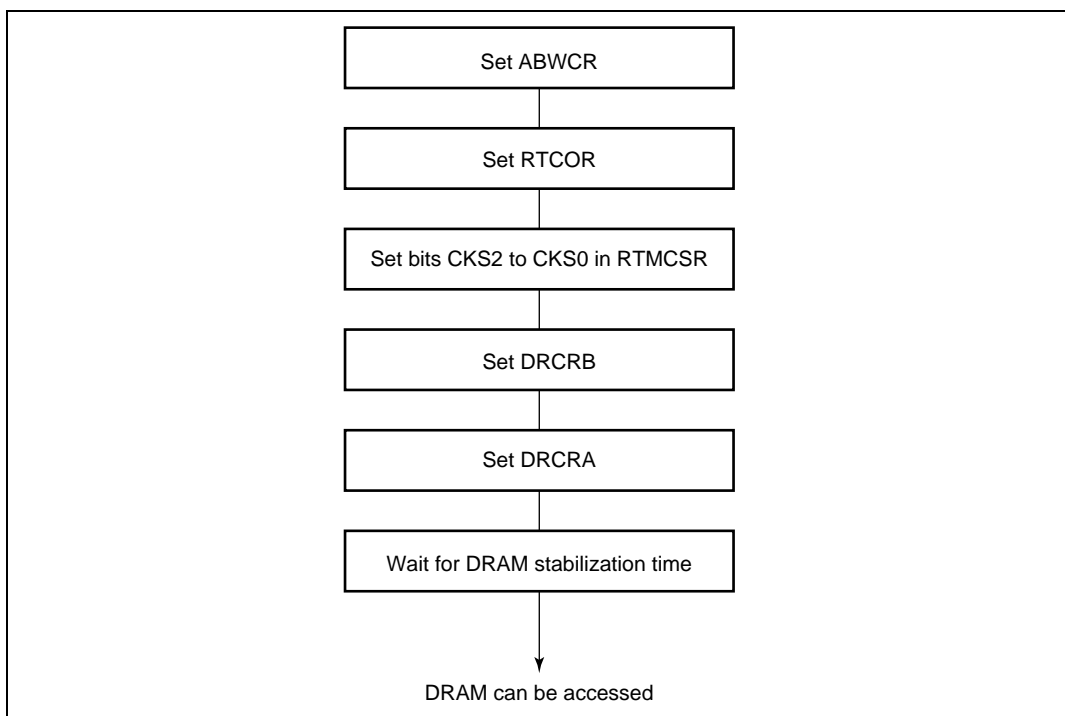 Set ABWCR
Set RTCOR
Set bits CKS2 to CKS0 in RTMCSR
Set DRCRB
Set DRCRA
Wait for DRAM stabilization time
DRAM can be accessed